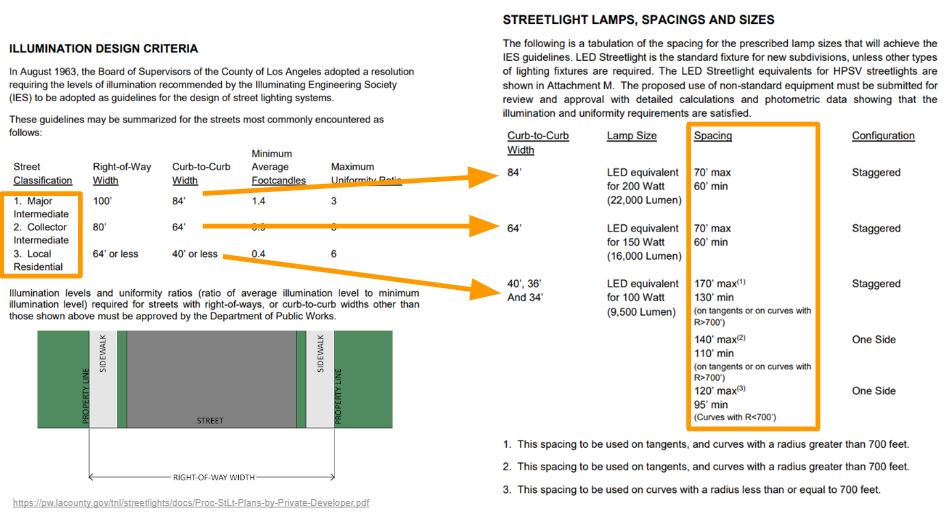 ILLUMINATION DESIGN CRITERIA
In August 1963, the Board of Supervisors of the County of Los Angeles adopted a resolution
requiring the levels of illumination recommended by the Illuminating Engineering Society
(IES) to be adopted as guidelines for the design of street lighting systems.
These guidelines may be summarized for the streets most commonly encountered as
follows:
Minimum
Street Right-of-Way Curb-to-Curb Average Maximum
Classification Width Width Footcandles Uniformity Ratio
1. Major 100' 84' 1.4 3
Intermediate
2. Collector 80' 64'
Intermediate
3. Local 64' or less 40' or less 0.4 6
Residential
Illumination levels and uniformity ratios (ratio of average illumination level to minimum
illumination level) required for streets with right-of-ways, or curb-to-curb widths other than
those shown above must be approved by the Department of Public Works.
PROPERTY LINE
SIDEWALK
STREET
SIDEWALK
PROPERTY LINE
RIGHT-OF-WAY WIDTH
https://pw.lacounty.gov/tnl/streetlights/docs/Proc-StLt-Plans-by-Private-Developer.pdf
STREETLIGHT LAMPS, SPACINGS AND SIZES
The following is a tabulation of the spacing for the prescribed lamp sizes that will achieve the
IES guidelines. LED Streetlight is the standard fixture for new subdivisions, unless other types
of lighting fixtures are required. The LED Streetlight equivalents for HPSV streetlights are
shown in Attachment M. The proposed use of non-standard equipment must be submitted for
review and approval with detailed calculations and photometric data showing that the
illumination and uniformity requirements are satisfied.
Curb-to-Curb Lamp Size Spacing Configuration
Width
84' LED equivalent 70' max Staggered
for 200 Watt 60' min
(22,000 Lumen)
64' LED equivalent 70' max Staggered
for 150 Watt 60' min
(16,000 Lumen)
40', 36' LED equivalent 170' max(1) Staggered
And 34' for 100 Watt 130' min
(9,500 Lumen) (on tangents or on curves with
R>700')
140' max(2) One Side
110' min
(on tangents or on curves with
R>700')
120' max(3) One Side
95' min
(Curves with R<700')
1. This spacing to be used on tangents, and curves with a radius greater than 700 feet.
2. This spacing to be used on tangents, and curves with a radius greater than 700 feet.
3. This spacing to be used on curves with a radius less than or equal to 700 feet.